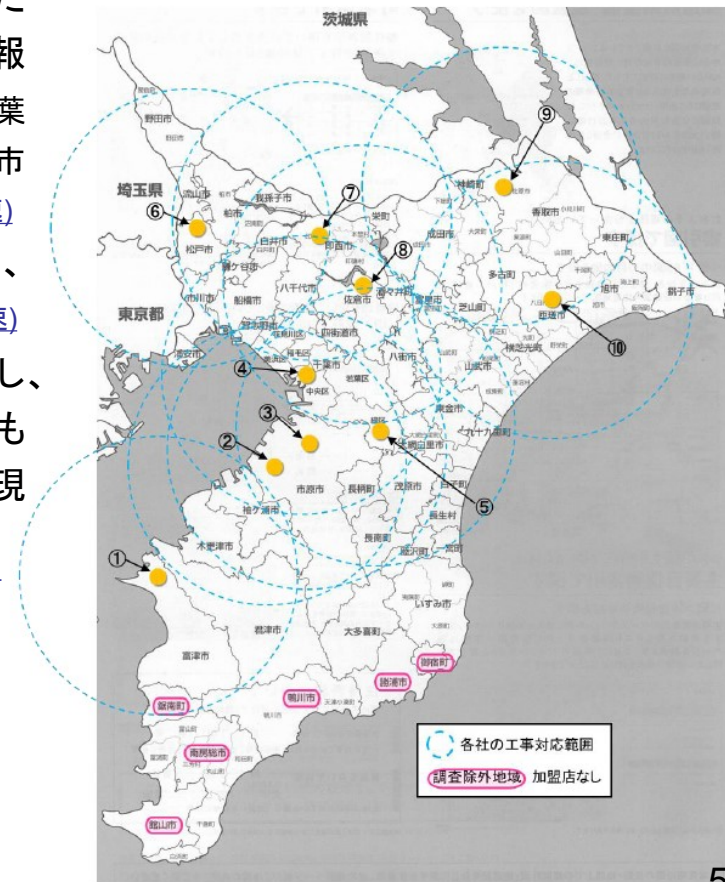 た
報
葉
市
、
速)
し、
も
現
茨城県
埼玉県
東京都
⑨
⑦
⑥
⑧
④
③
②
⑩
⑤
①
野田市
流山市
柏市
我孫子市
松戸市
白井市
印西市
栄町
神崎町
成田市
香取市
東庄町
多古町
旭市
銚子市
鎌ケ谷市
市川市
船橋市
八千代市
佐倉市
酒々井町
富里市
芝山町
匝瑳市
横芝光町
習志野市
浦安市
四街道市
八街市
山武市
千葉市
中央区
若葉区
緑区
東金市
九十九里町
大網白里市
市原市
長柄町
茂原市
白子町
袖ケ浦市
長生村
長南町
睦沢町
一宮町
木更津市
いすみ市
君津市
大多喜町
富津市
御宿町
勝浦市
鴨川市
鋸南町
南房総市
館山市
各社の工事対応範囲
調査除外地域 加盟店なし
5